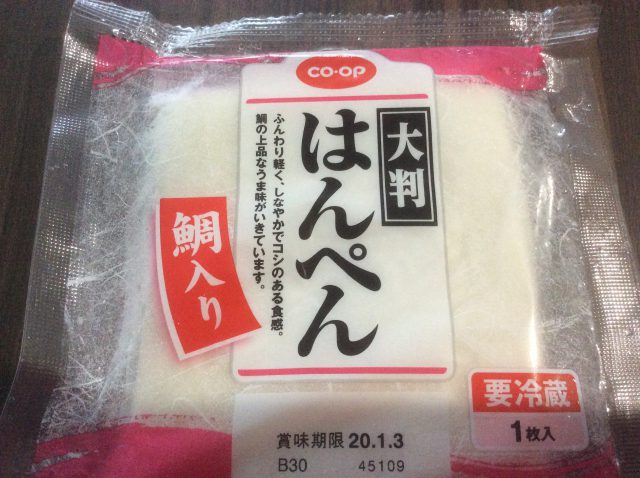 CO·OP
大判
はんぺん
ふんわり軽く、しなやかでコシのある食感。
鯛の上品なうま味がいきています。
鯛入り
要冷蔵
1枚入
賞味期限 20.1.3
B30 45109